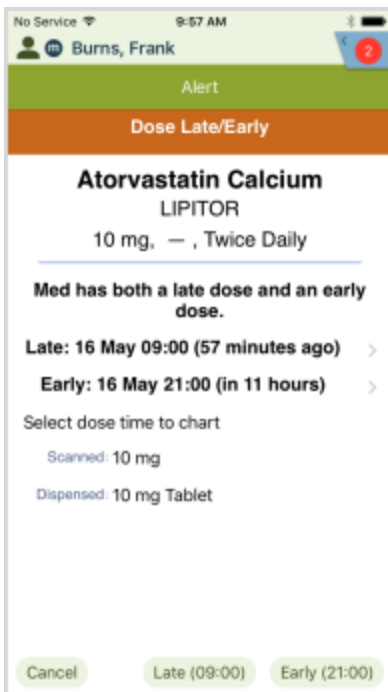 No Service 9:57 AM
m Burns, Frank
2
Alert
Dose Late/Early
Atorvastatin Calcium
LIPITOR
10 mg, — , Twice Daily
Med has both a late dose and an early
dose.
Late: 16 May 09:00 (57 minutes ago)
Early: 16 May 21:00 (in 11 hours)
Select dose time to chart
Scanned: 10 mg
Dispensed: 10 mg Tablet
Cancel Late (09:00) Early (21:00)